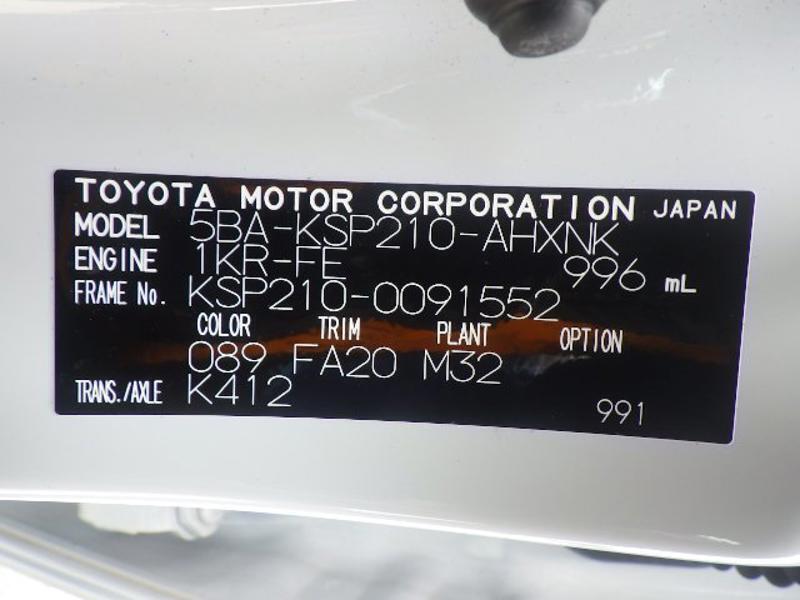 TOYOTA MOTOR CORPORATION JAPAN
MODEL 5BA-KSP210-AHXNK
ENGINE 1KR-FE 996 mL
FRAME No. KSP210-0091552
COLOR TRIM PLANT OPTION
089 FA20 M32
TRANS./AXLE K412 991